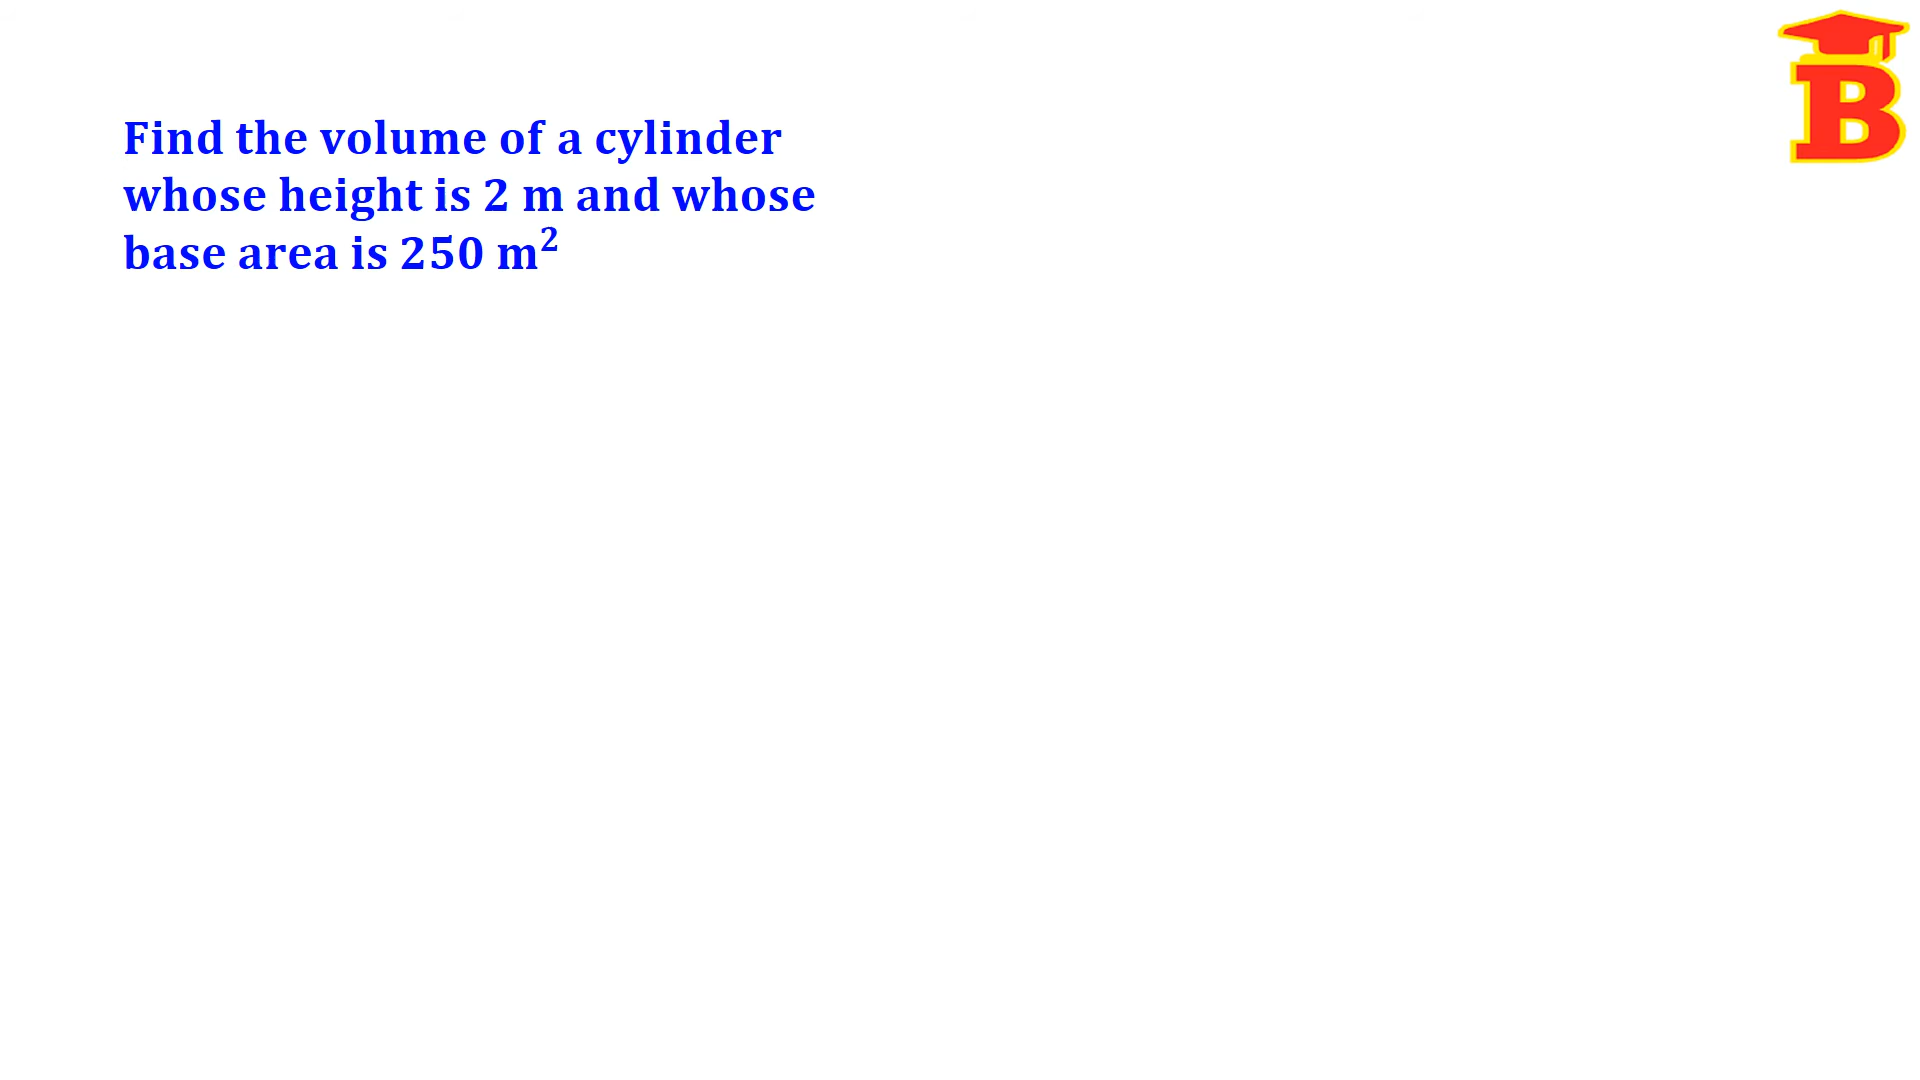 Find the volume of a cylinder
whose height is 2 m and whose
base area is 250 m²
B